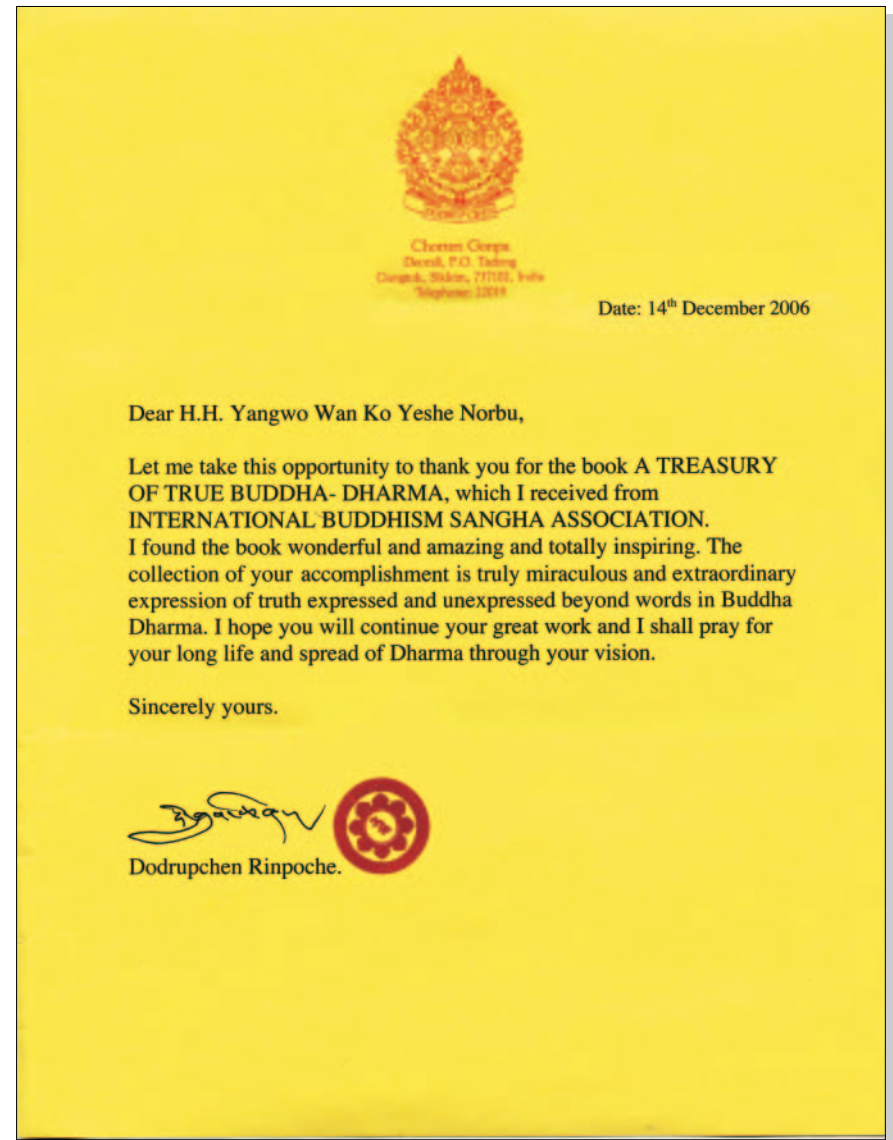 Chorten Gonpa
Deorali, P.O. Tadong
Gangtok, Sikkim, 737102, India
Telephone: 22019
Date: 14th December 2006
Dear H.H. Yangwo Wan Ko Yeshe Norbu,
Let me take this opportunity to thank you for the book A TREASURY
OF TRUE BUDDHA- DHARMA, which I received from
INTERNATIONAL BUDDHISM SANGHA ASSOCIATION.
I found the book wonderful and amazing and totally inspiring. The
collection of your accomplishment is truly miraculous and extraordinary
expression of truth expressed and unexpressed beyond words in Buddha
Dharma. I hope you will continue your great work and I shall pray for
your long life and spread of Dharma through your vision.
Sincerely yours.
Dodrupchen Rinpoche.